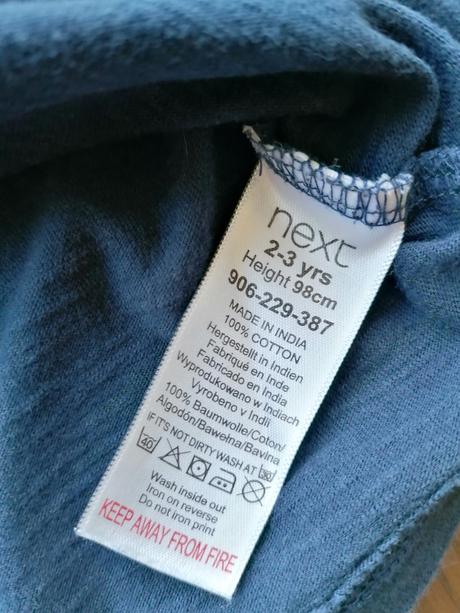 next
2-3 yrs
Height 98cm
906-229-387
MADE IN INDIA
100% COTTON
Hergestellt in Indien
Fabriqué en Inde
Fabricado en India
Wyprodukowano w Indiach
Vyrobeno v Indii
100% Baumwolle/Coton/
Algodón/Bawełna/Bavlna
IF IT'S NOT DIRTY WASH AT 30
40
Wash inside out
Iron on reverse
Do not iron print
KEEP AWAY FROM FIRE